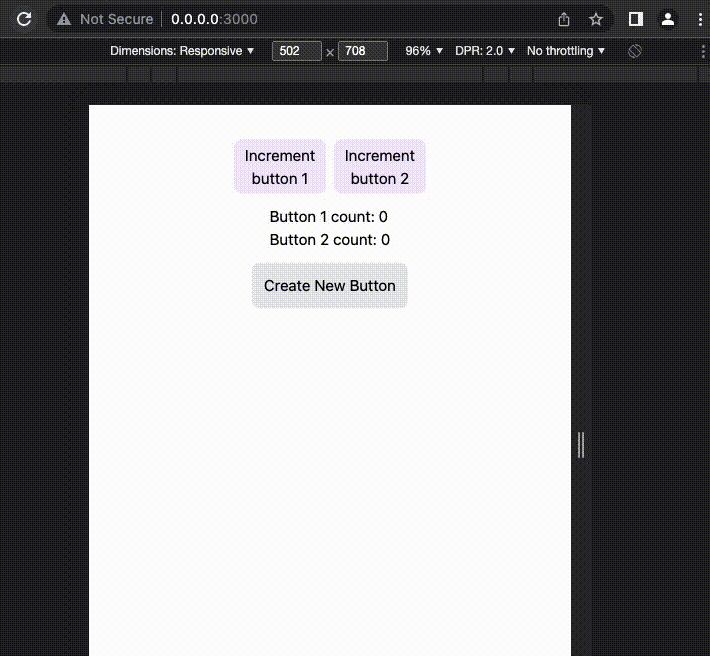 Not Secure 0.0.0.0:3000
Dimensions: Responsive 502 × 708 96% DPR: 2.0 No throttling
Increment
button 1
Increment
button 2
Button 1 count: 0
Button 2 count: 0
Create New Button